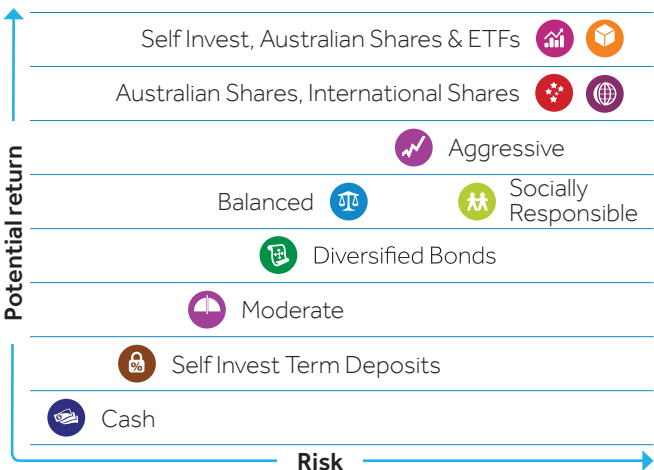 Self Invest, Australian Shares & ETFs
Australian Shares, International Shares
Aggressive
Balanced
Socially
Responsible
Diversified Bonds
Moderate
%
Self Invest Term Deposits
Cash
Potential return
Risk